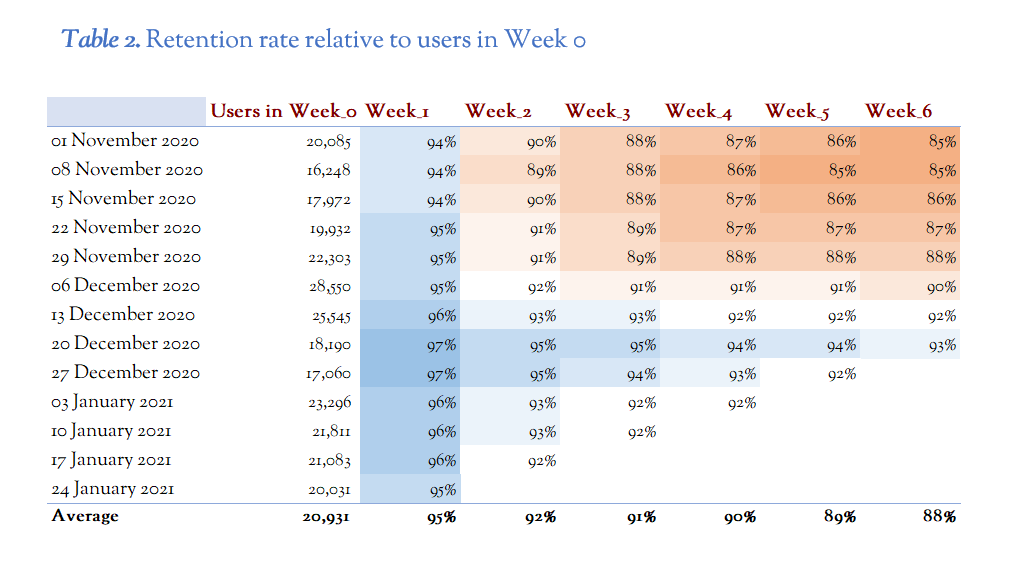 Table 2. Retention rate relative to users in Week 0
Users in Week_0 Week_1 Week_2 Week_3 Week_4 Week_5 Week_6
01 November 2020 20,085 94% 90% 88% 87% 86% 85%
08 November 2020 16,248 94% 89% 88% 86% 85% 85%
15 November 2020 17,972 94% 90% 88% 87% 86% 86%
22 November 2020 19,932 95% 91% 89% 87% 87% 87%
29 November 2020 22,303 95% 91% 89% 88% 88% 88%
06 December 2020 28,550 95% 92% 91% 91% 91% 90%
13 December 2020 25,545 96% 93% 93% 92% 92% 92%
20 December 2020 18,190 97% 95% 95% 94% 94% 93%
27 December 2020 17,060 97% 95% 94% 93% 92%
03 January 2021 23,296 96% 93% 92% 92%
10 January 2021 21,811 96% 93% 92%
17 January 2021 21,083 96% 92%
24 January 2021 20,031 95%
Average 20,931 95% 92% 91% 90% 89% 88%